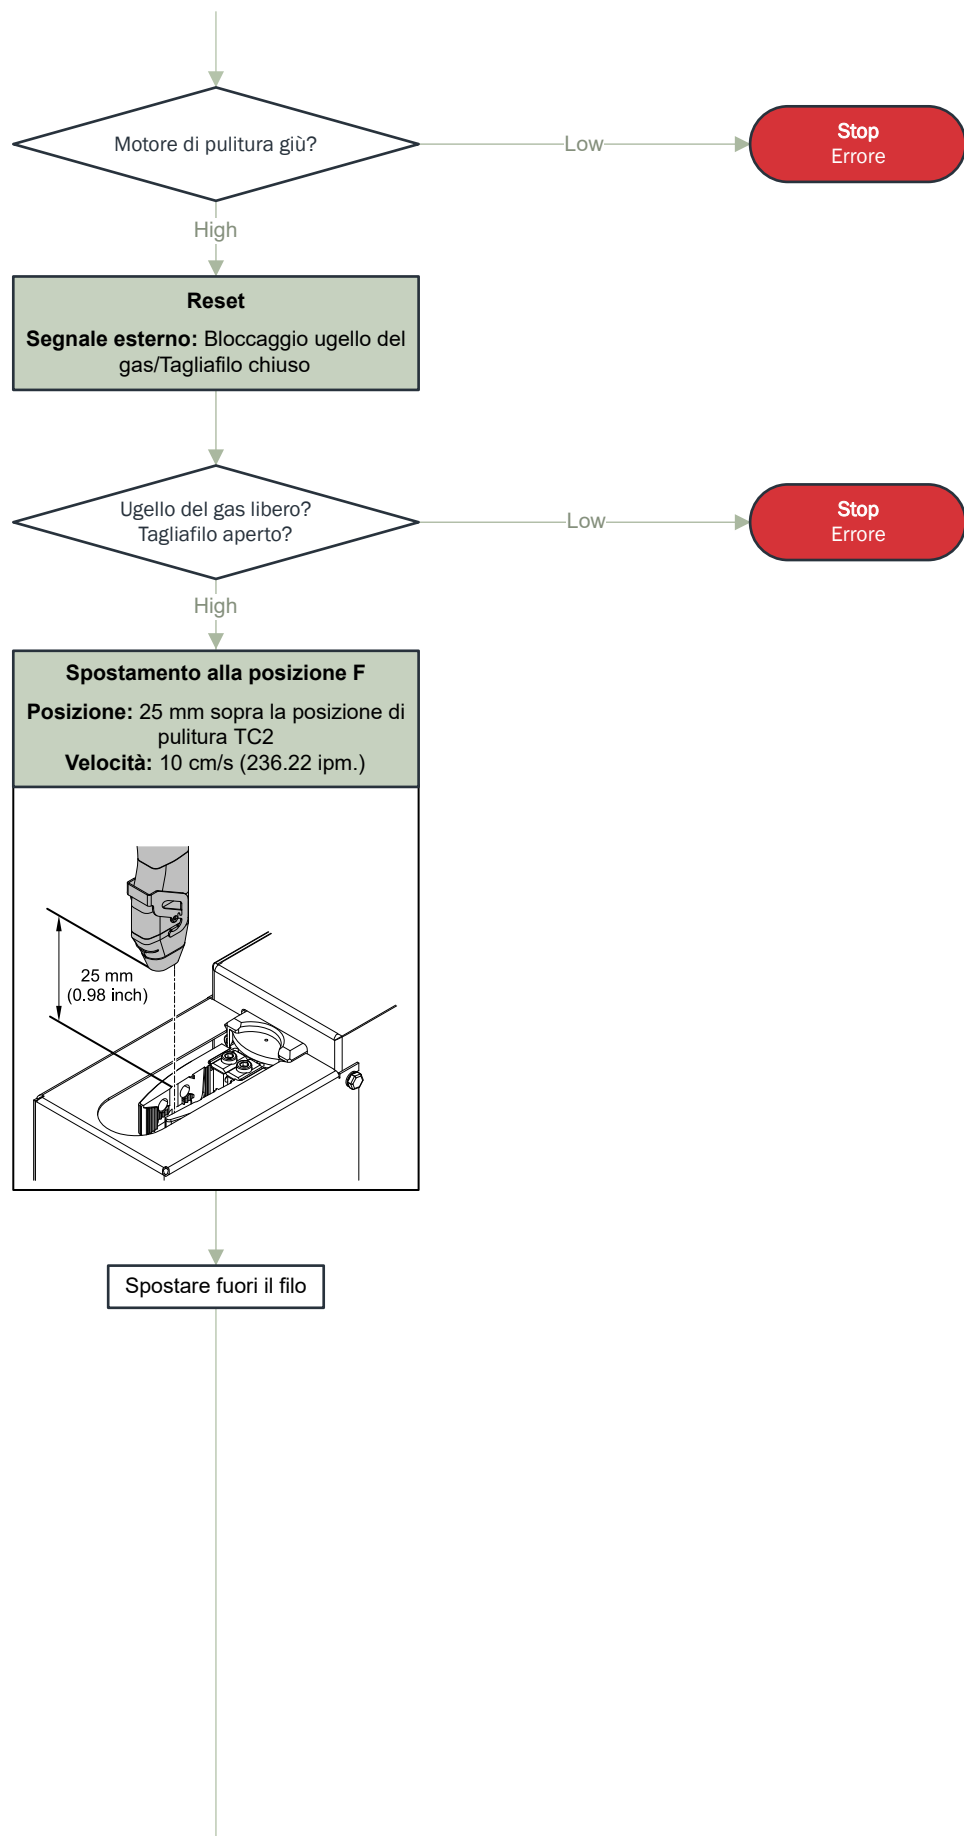 Motore di pulitura giù?
Low
Stop
Errore
High
Reset
Segnale esterno: Bloccaggio ugello del
gas/Tagliafilo chiuso
Ugello del gas libero?
Tagliafilo aperto?
Low
Stop
Errore
High
Spostamento alla posizione F
Posizione: 25 mm sopra la posizione di
pulitura TC2
Velocità: 10 cm/s (236.22 ipm.)
25 mm
(0.98 inch)
Spostare fuori il filo